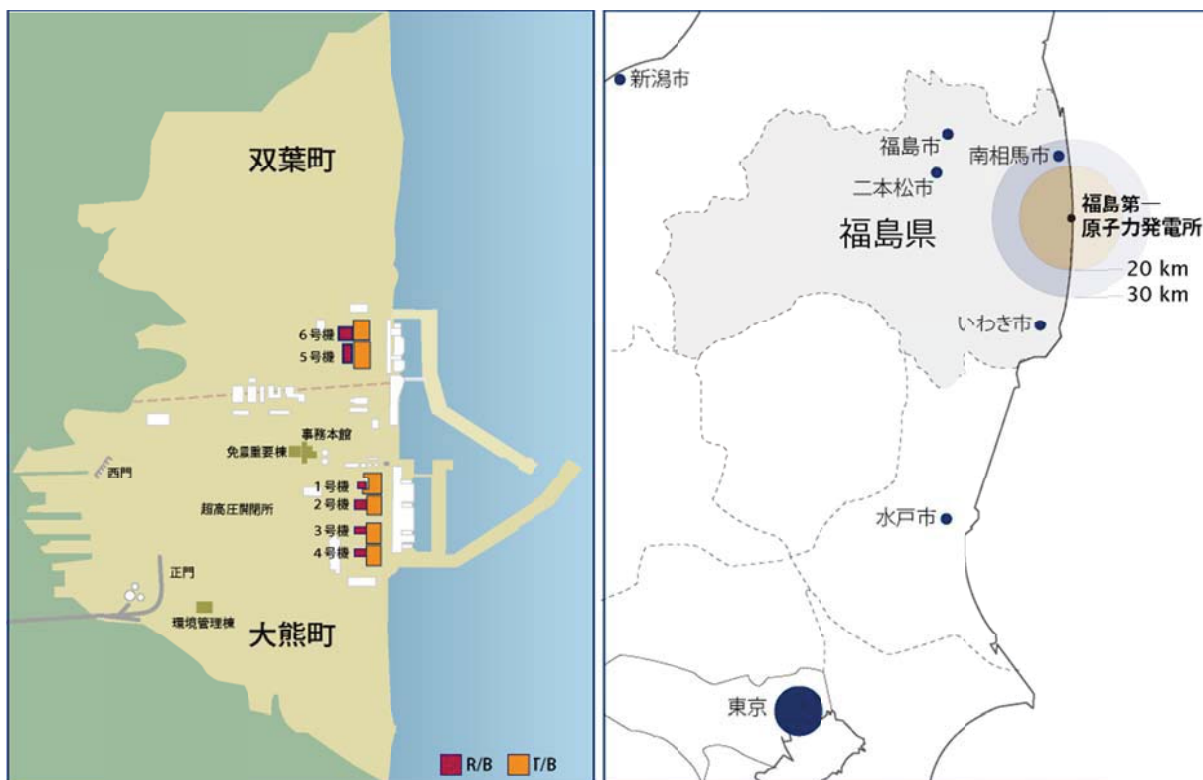 双葉町
6号機
5号機
事務本館
免震重要棟
西門
1号機
2号機
超高圧開閉所
3号機
4号機
正門
環境管理棟
大熊町
R/B
T/B
新潟市
福島市
南相馬市
二本松市
福島第一
原子力発電所
福島県
20 km
30 km
いわき市
水戸市
東京